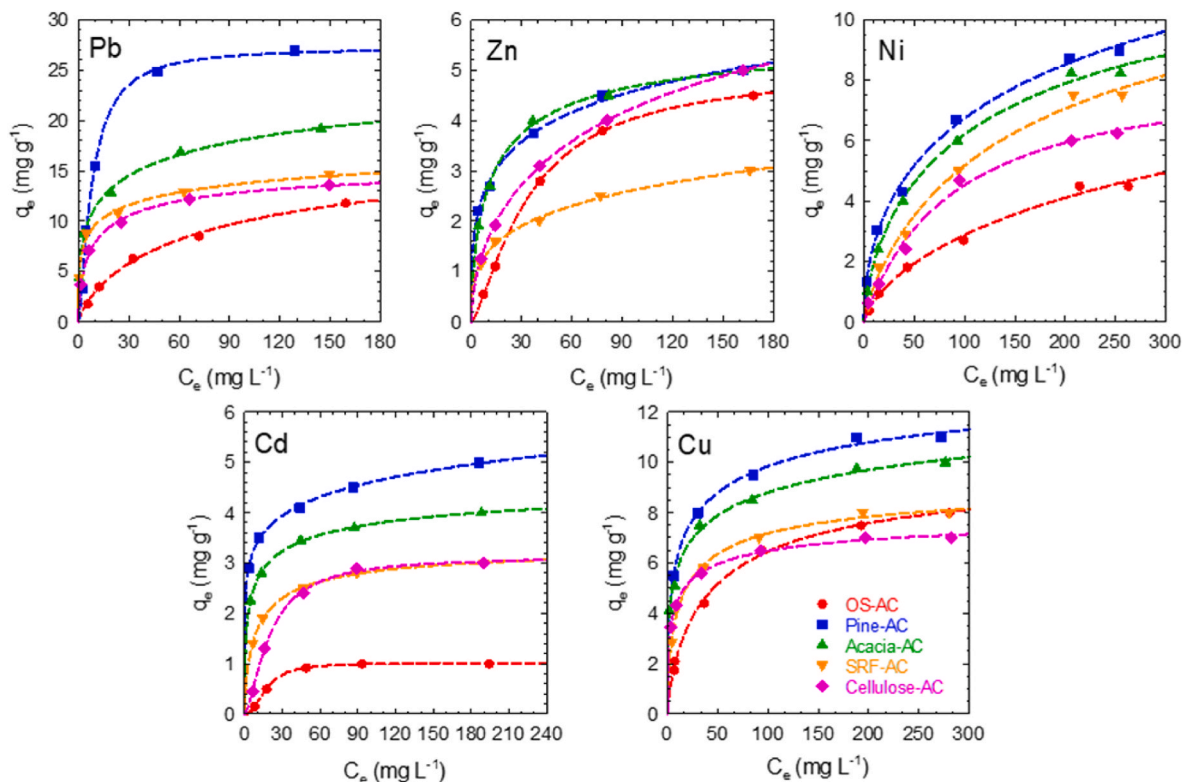 Pb
30
25
20
15
10
5
0
qe (mg g-1)
0 30 60 90 120 150 180
Ce (mg L-1)
Zn
6
5
4
3
2
1
0
qe (mg g-1)
0 30 60 90 120 150 180
Ce (mg L-1)
Ni
10
8
6
4
2
0
qe (mg g-1)
0 50 100 150 200 250 300
Ce (mg L-1)
Cd
6
5
4
3
2
1
0
qe (mg g-1)
0 30 60 90 120 150 180 210 240
Ce (mg L-1)
Cu
12
10
8
6
4
2
0
qe (mg g-1)
0 50 100 150 200 250 300
Ce (mg L-1)
OS-AC
Pine-AC
Acacia-AC
SRF-AC
Cellulose-AC